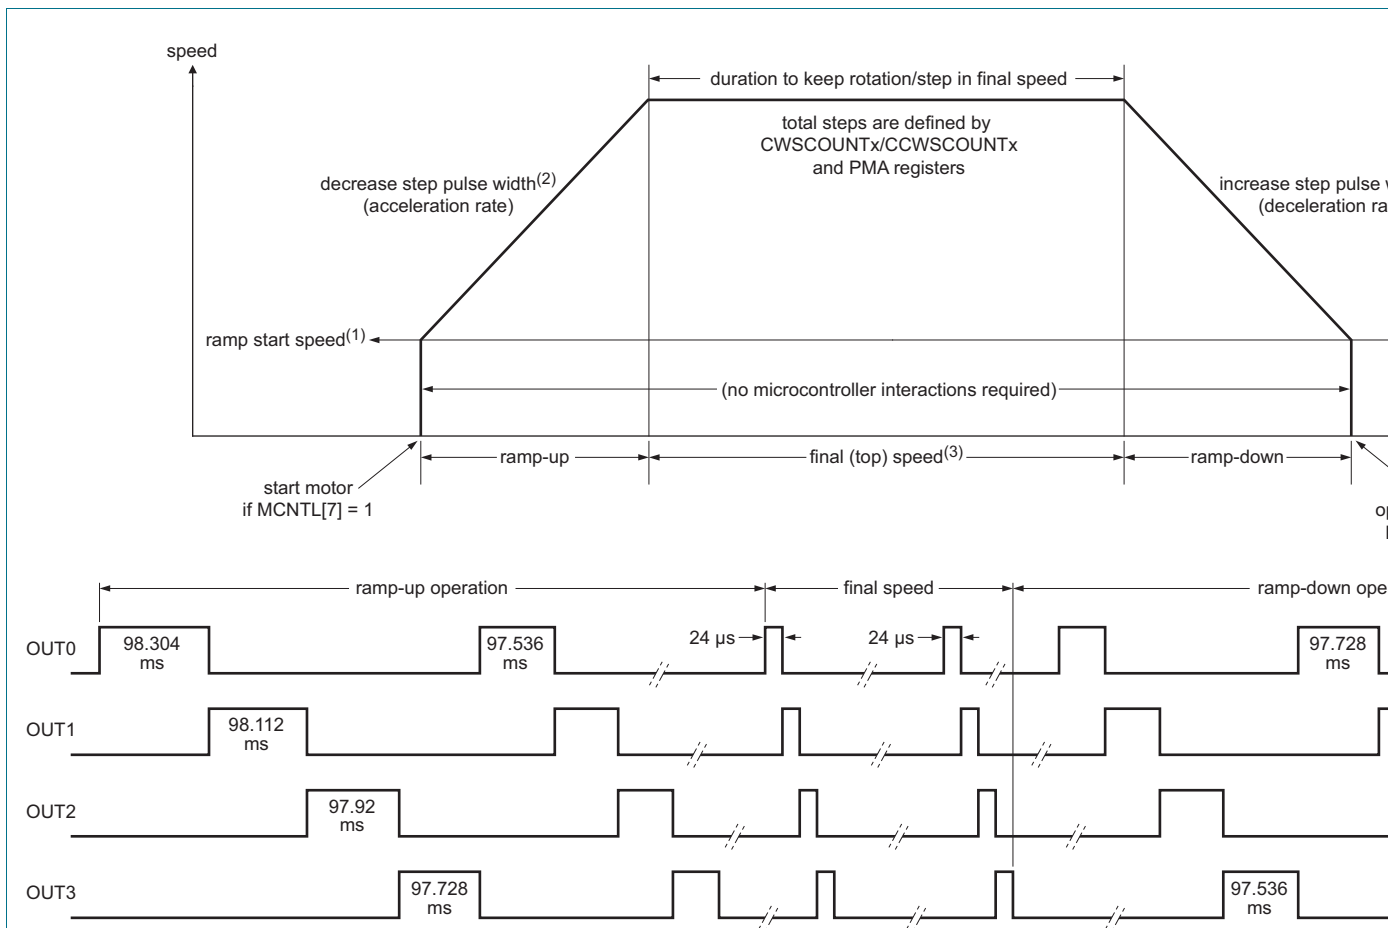 speed
duration to keep rotation/step in final speed
total steps are defined by
CWSCOUNTx/CCWSCOUNTx
and PMA registers
decrease step pulse width(2)
(acceleration rate)
increase step pulse
(deceleration
ramp start speed(1)
(no microcontroller interactions required)
ramp-up
final (top) speed(3)
ramp-down
start motor
if MCNTL[7] = 1
ramp-up operation
final speed
ramp-down
OUT0
98.304
ms
97.536
ms
24 µs
24 µs
97.728
ms
OUT1
98.112
ms
OUT2
97.92
ms
OUT3
97.728
ms
97.536
ms